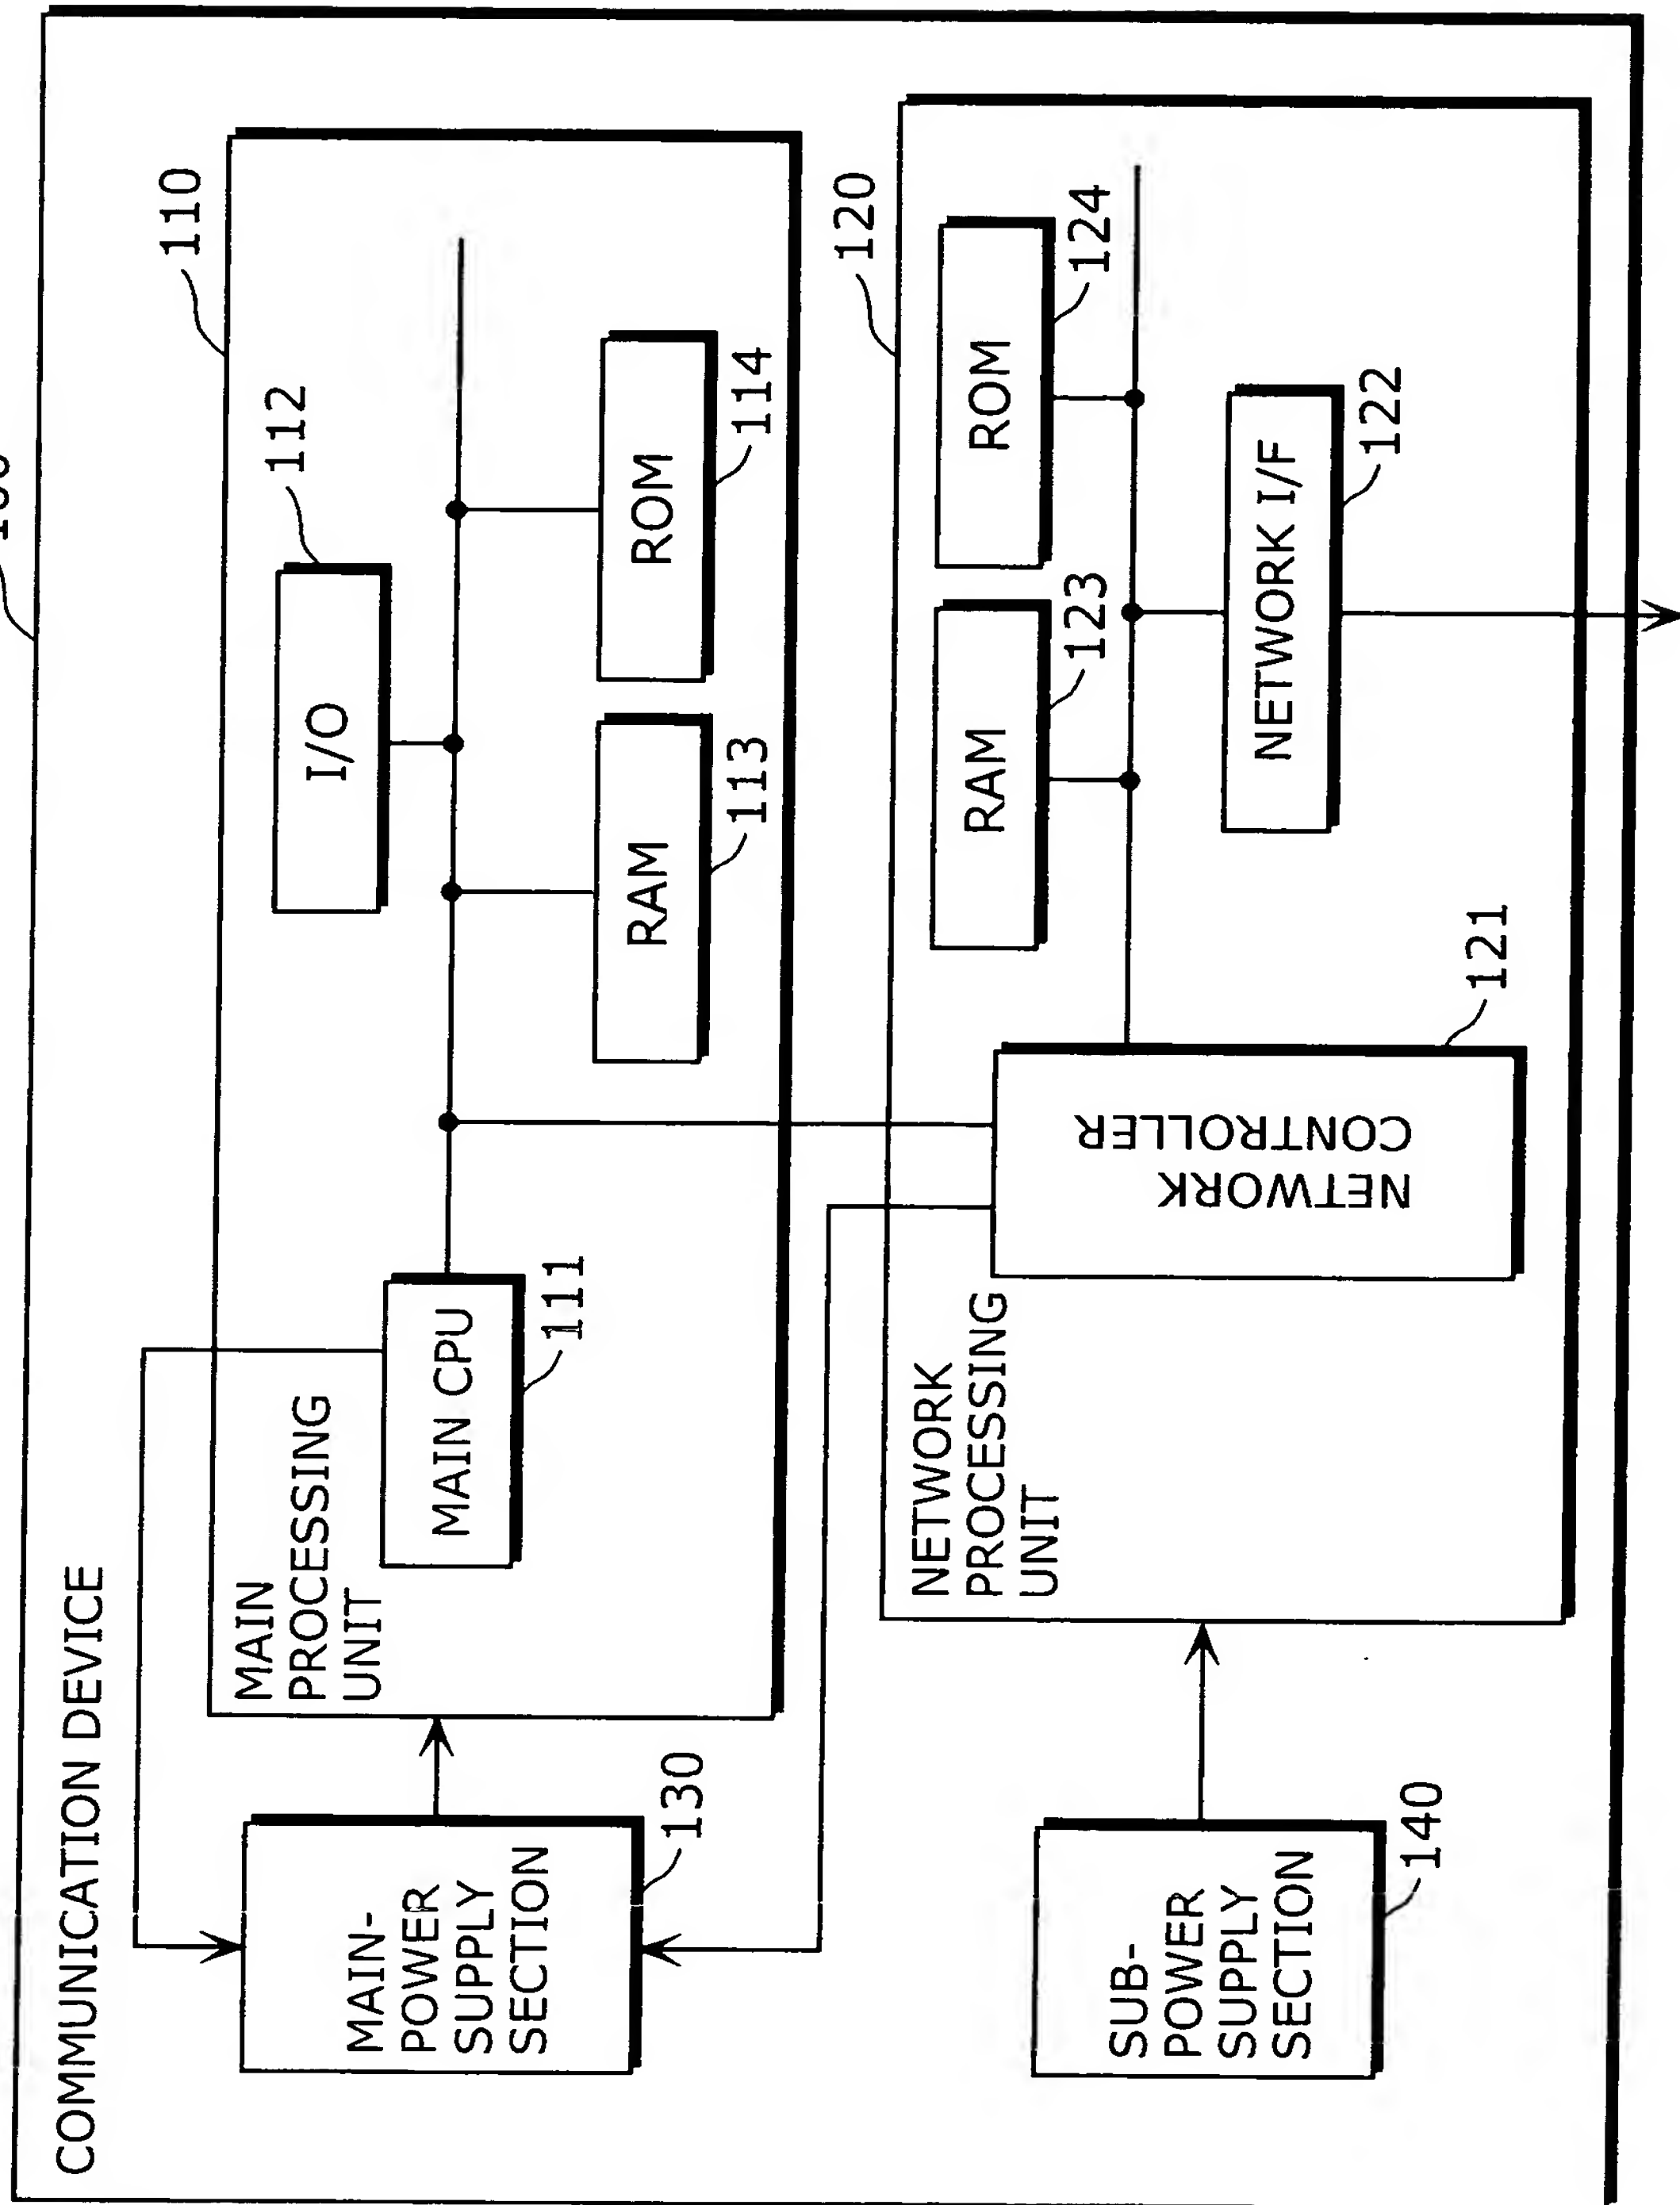 COMMUNICATION DEVICE
110
MAIN
PROCESSING
UNIT
MAIN CPU
111
I/O
112
RAM
113
ROM
114
MAIN-
POWER
SUPPLY
SECTION
130
120
NETWORK
PROCESSING
UNIT
NETWORK
CONTROLLER
121
RAM
123
ROM
124
NETWORK I/F
122
SUB-
POWER
SUPPLY
SECTION
140